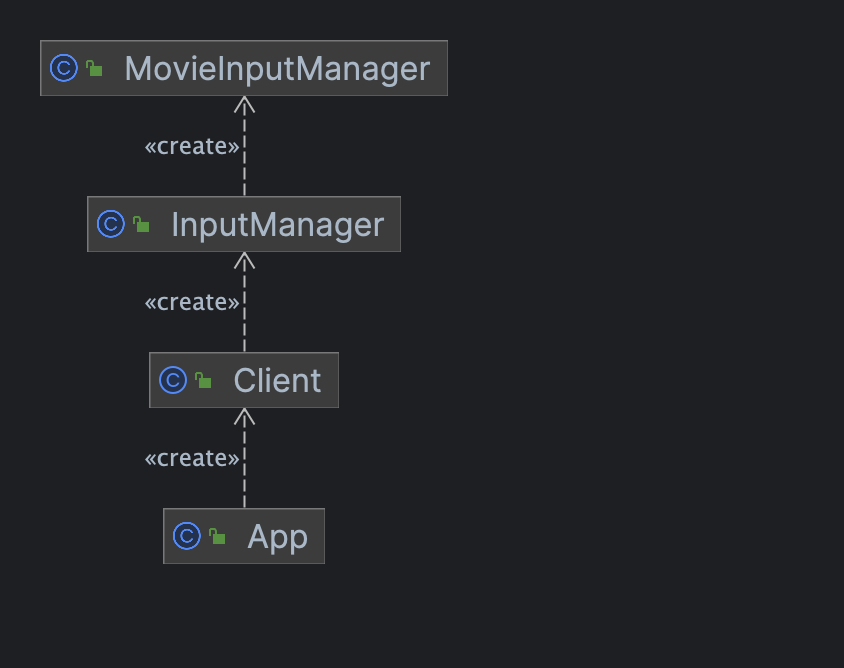 C MovieInputManager
«create»
C InputManager
«create»
C Client
«create»
C App